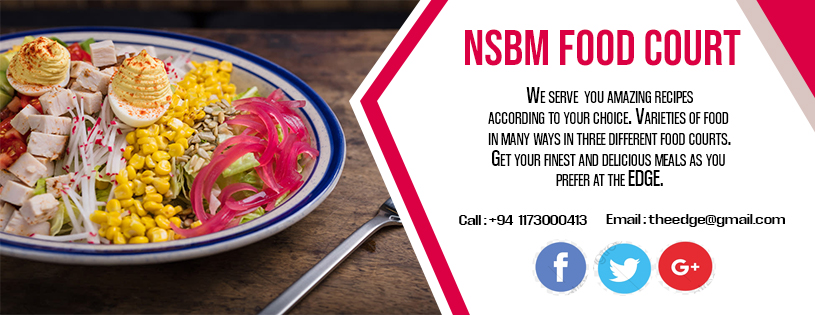 NSBM FOOD COURT
WE SERVE YOU AMAZING RECIPES
ACCORDING TO YOUR CHOICE. VARIETIES OF FOOD
IN MANY WAYS IN THREE DIFFERENT FOOD COURTS.
GET YOUR FINEST AND DELICIOUS MEALS AS YOU
PREFER AT THE EDGE.
Call : +94 1173000413 Email : theedge@gmail.com
f G+